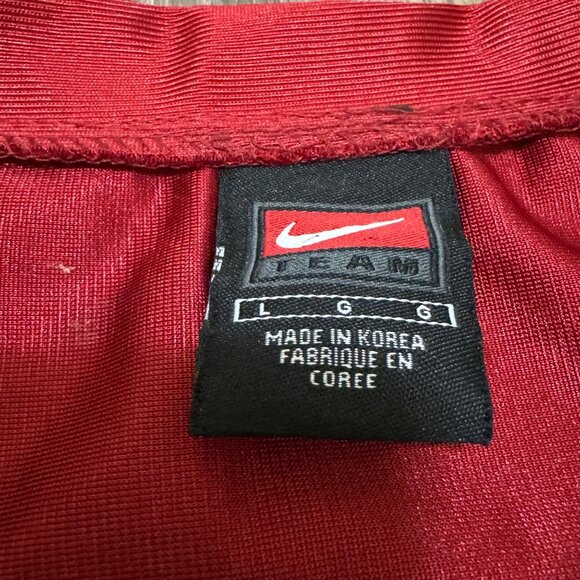 TEAM
L G G
MADE IN KOREA
FABRIQUE EN
COREE